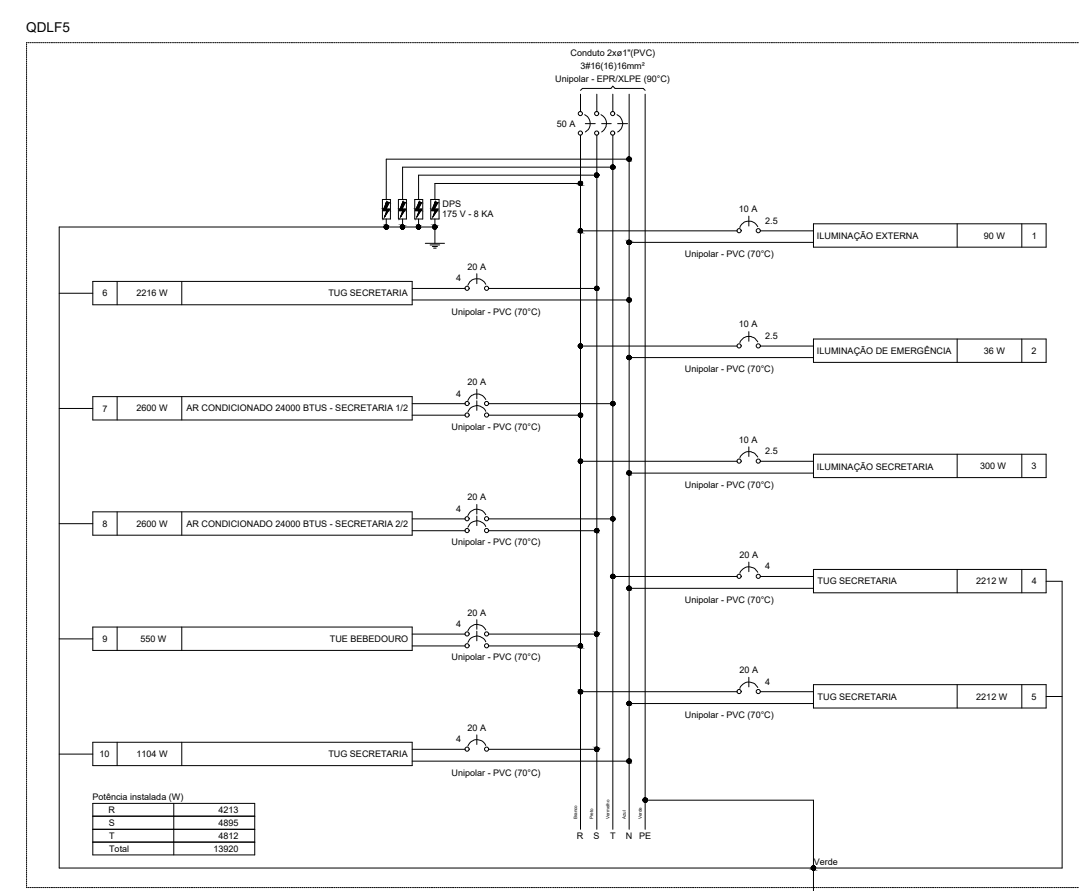 QDLF5
Conduto 2xø1"(PVC)
3#16(16)16mm²
Unipolar - EPR/XLPE (90°C)
50 A
DPS
175 V - 8 KA
10 A
2.5
ILUMINAÇÃO EXTERNA 90 W 1
Unipolar - PVC (70°C)
20 A
4
6 2216 W TUG SECRETARIA
Unipolar - PVC (70°C)
10 A
2.5
ILUMINAÇÃO DE EMERGÊNCIA 36 W 2
Unipolar - PVC (70°C)
20 A
4
7 2600 W AR CONDICIONADO 24000 BTUS - SECRETARIA 1/2
Unipolar - PVC (70°C)
10 A
2.5
ILUMINAÇÃO SECRETARIA 300 W 3
Unipolar - PVC (70°C)
20 A
4
8 2600 W AR CONDICIONADO 24000 BTUS - SECRETARIA 2/2
Unipolar - PVC (70°C)
20 A
4
TUG SECRETARIA 2212 W 4
Unipolar - PVC (70°C)
20 A
4
9 550 W TUE BEBEDOURO
Unipolar - PVC (70°C)
20 A
4
TUG SECRETARIA 2212 W 5
Unipolar - PVC (70°C)
20 A
4
10 1104 W TUG SECRETARIA
Unipolar - PVC (70°C)
Potência instalada (W)
R 4213
S 4895
T 4812
Total 13920
Branco Preto Vermelho Azul Verde
R S T N PE
Verde